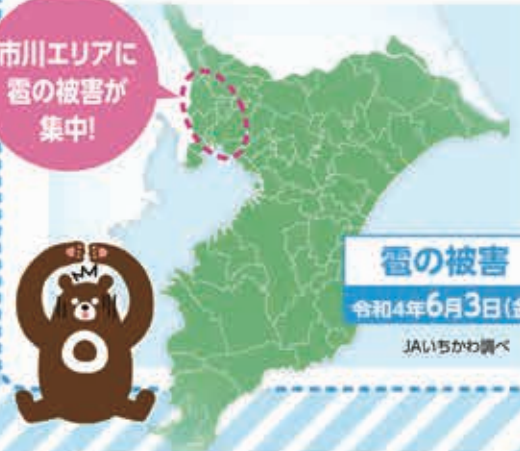 市川エリアに
雹の被害が
集中!
雹の被害
令和4年6月3日(金
JAいちかわ調べ